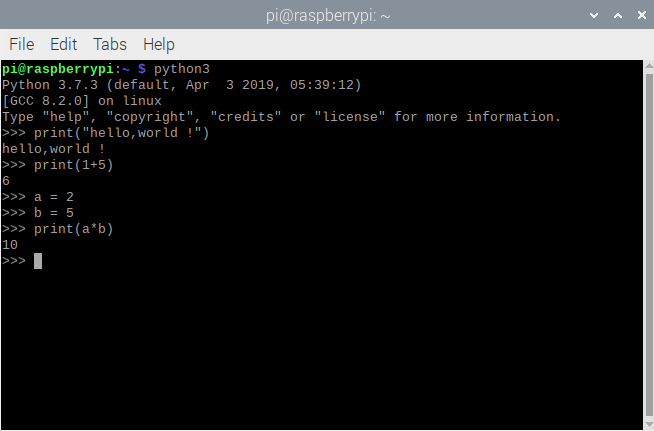 pi@raspberrypi: ~
File Edit Tabs Help
pi@raspberrypi:~ $ python3
Python 3.7.3 (default, Apr  3 2019, 05:39:12)
[GCC 8.2.0] on linux
Type "help", "copyright", "credits" or "license" for more information.
>>> print("hello,world !")
hello,world !
>>> print(1+5)
6
>>> a = 2
>>> b = 5
>>> print(a*b)
10
>>>